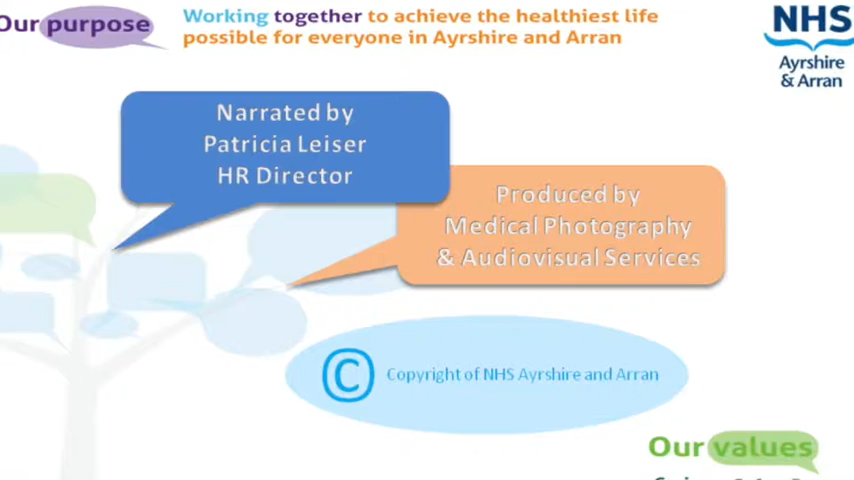 Our purpose
Working together to achieve the healthiest life
possible for everyone in Ayrshire and Arran
NHS
Ayrshire
& Arran
Narrated by
Patricia Leiser
HR Director
Produced by
Medical Photography
& Audiovisual Services
© Copyright of NHS Ayrshire and Arran
Our values